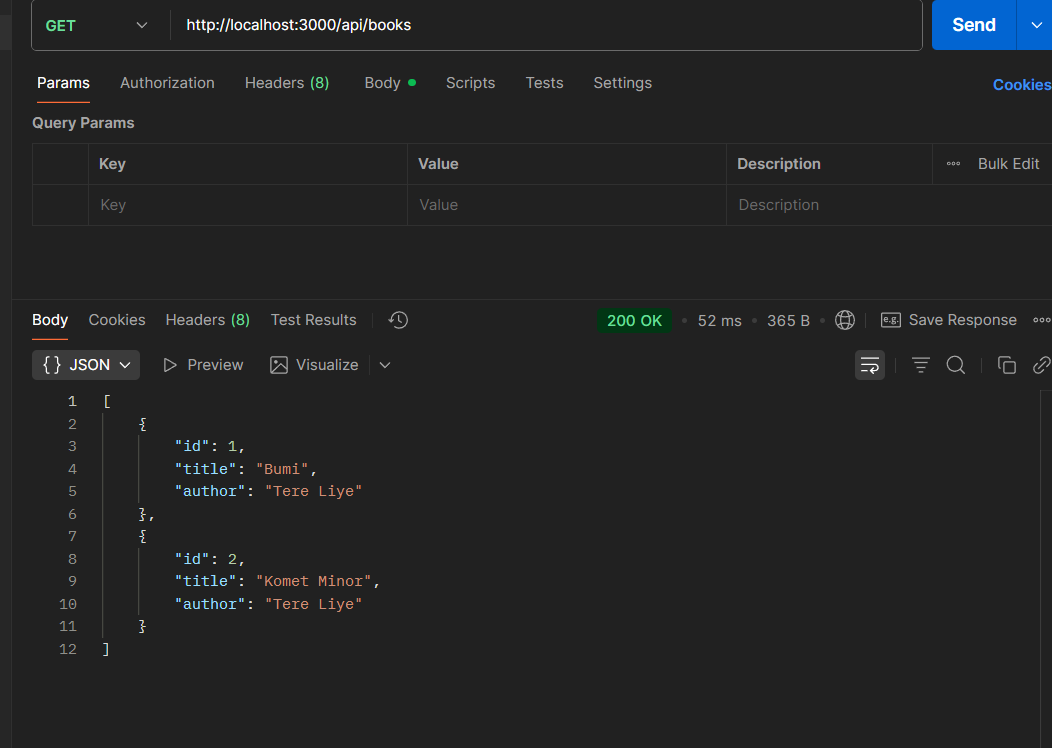 GET http://localhost:3000/api/books Send
Params Authorization Headers (8) Body Scripts Tests Settings Cookies
Query Params
Key Value Description Bulk Edit
Key Value Description
Body Cookies Headers (8) Test Results 200 OK 52 ms 365 B e.g. Save Response
{} JSON Preview Visualize
1 [
2 {
3 "id": 1,
4 "title": "Bumi",
5 "author": "Tere Liye"
6 },
7 {
8 "id": 2,
9 "title": "Komet Minor",
10 "author": "Tere Liye"
11 }
12 ]